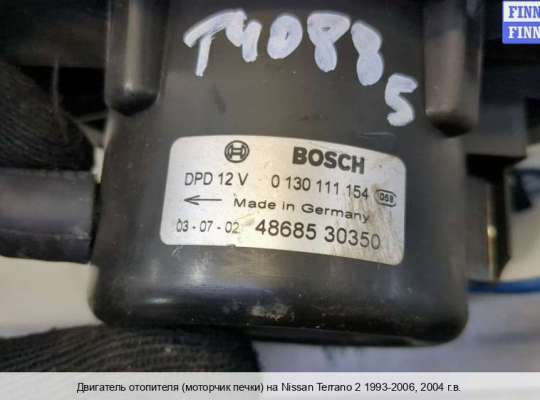 FINN
FINN
T4088
5
BOSCH
DPD 12 V 0 130 111 154 068
Made in Germany
03-07-02 48685 30350
Двигатель отопителя (моторчик печки) на Nissan Terrano 2 1993-2006, 2004 г.в.